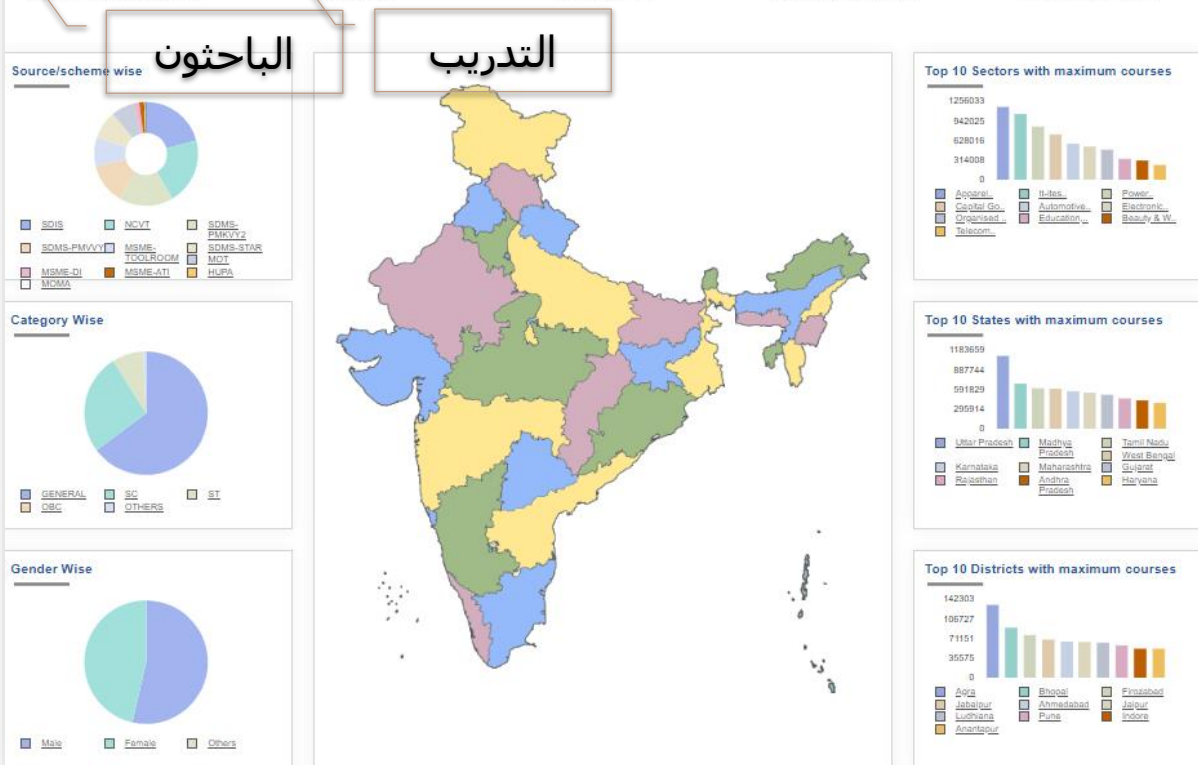 الباحثون
التدريب
Source/scheme wise
SDIS
NCVT
SDMS-
PMKVY2
SDMS-PMVVY
MSME-
TOOLROOM
SDMS-STAR
MOT
MSME-DI
MSME-ATI
HUPA
MOMA
Category Wise
GENERAL
SC
ST
OBC
OTHERS
Gender Wise
Male
Female
Others
Top 10 Sectors with maximum courses
1256033
942025
628016
314008
0
Apparel..
It-ites..
Power..
Capital Go..
Automotive..
Electronic..
Organised ..
Education,..
Beauty & W..
Telecom..
Top 10 States with maximum courses
1183659
887744
591829
295914
0
Uttar Pradesh
Madhya
Pradesh
Tamil Nadu
West Bengal
Karnataka
Maharashtra
Gujarat
Rajasthan
Andhra
Pradesh
Haryana
Top 10 Districts with maximum courses
142303
106727
71151
35575
0
Agra
Bhopal
Firozabad
Jabalpur
Ahmedabad
Jaipur
Ludhiana
Pune
Indore
Anantapur